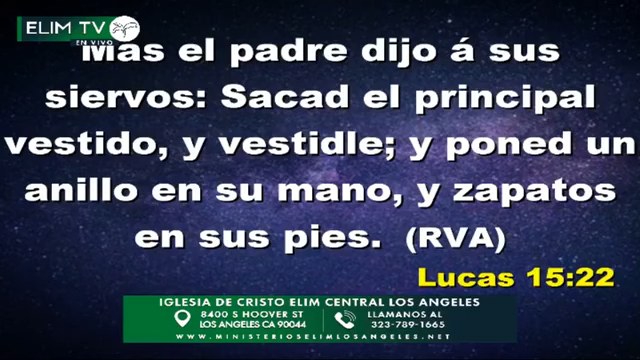 ELIM TV
EN VIVO
Mas el padre dijo á sus
siervos: Sacad el principal
vestido, y vestidle; y poned un
anillo en su mano, y zapatos
en sus pies. (RVA)
Lucas 15:22
IGLESIA DE CRISTO ELIM CENTRAL LOS ANGELES
8400 S HOOVER ST
LOS ANGELES CA 90044
LLAMANOS AL
323-789-1665
WWW.MINISTERIOSELIMLOSANGELES.NET